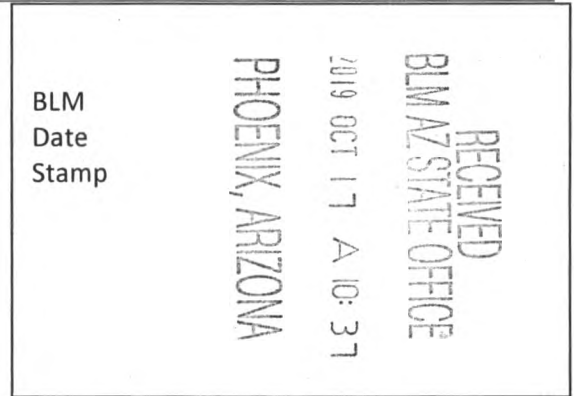 BLM
Date
Stamp
RECEIVED
BLM AZ STATE OFFICE
2019 OCT 17 A 10: 37
PHOENIX, ARIZONA